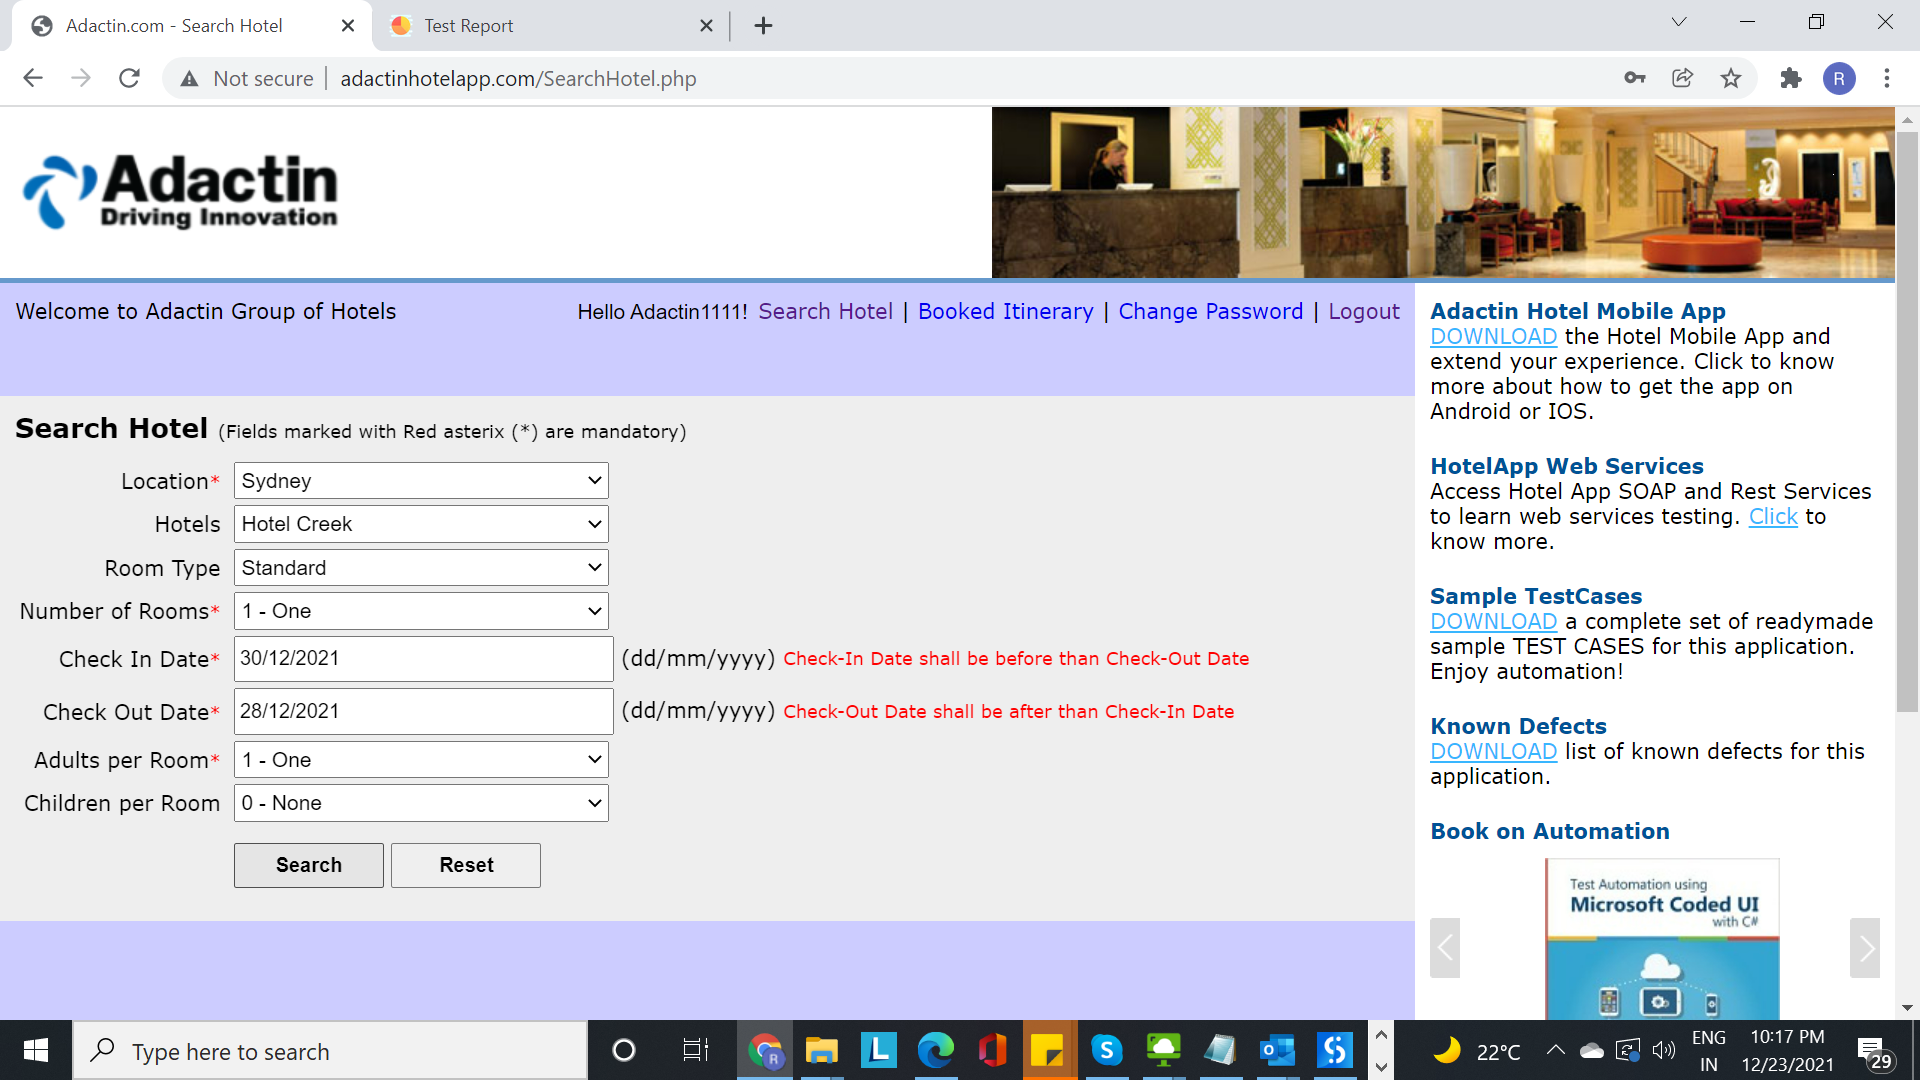 Adactin.com - Search Hotel
Test Report
Not secure
adactinhotelapp.com/SearchHotel.php
R
Adactin
Driving Innovation
Welcome to Adactin Group of Hotels
Hello Adactin1111! Search Hotel | Booked Itinerary | Change Password | Logout
Search Hotel (Fields marked with Red asterix (*) are mandatory)
Location* Sydney
Hotels Hotel Creek
Room Type Standard
Number of Rooms* 1 - One
Check In Date* 30/12/2021 (dd/mm/yyyy) Check-In Date shall be before than Check-Out Date
Check Out Date* 28/12/2021 (dd/mm/yyyy) Check-Out Date shall be after than Check-In Date
Adults per Room* 1 - One
Children per Room 0 - None
Search Reset
Adactin Hotel Mobile App
DOWNLOAD the Hotel Mobile App and
extend your experience. Click to know
more about how to get the app on
Android or IOS.
HotelApp Web Services
Access Hotel App SOAP and Rest Services
to learn web services testing. Click to
know more.
Sample TestCases
DOWNLOAD a complete set of readymade
sample TEST CASES for this application.
Enjoy automation!
Known Defects
DOWNLOAD list of known defects for this
application.
Book on Automation
Test Automation using
Microsoft Coded UI
with C#
Type here to search
R
L
S
22°C
ENG
IN
10:17 PM
12/23/2021
29